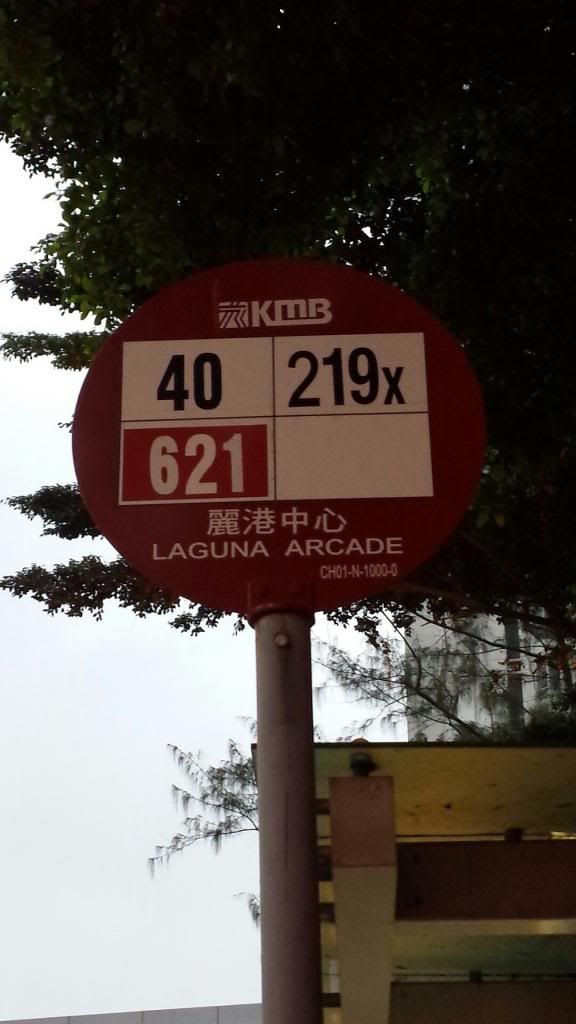 KMB
40 219x
621
麗港中心
LAGUNA ARCADE
CH01-N-1000-0